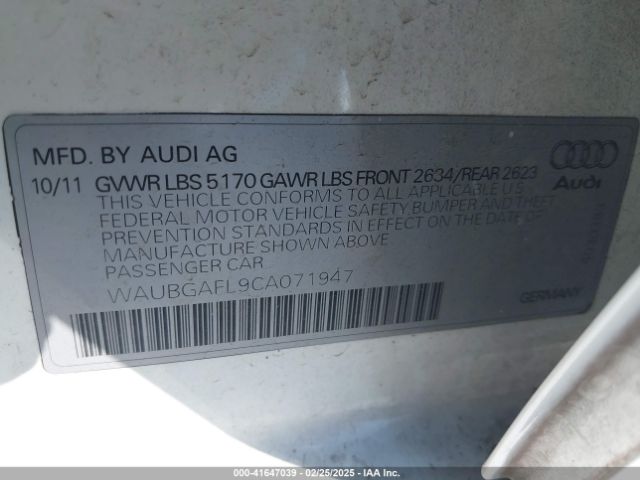 MFD. BY AUDI AG
10/11 GVWR LBS 5170 GAWR LBS FRONT 2634/REAR 2623
THIS VEHICLE CONFORMS TO ALL APPLICABLE U.S.
FEDERAL MOTOR VEHICLE SAFETY, BUMPER AND THEFT
PREVENTION STANDARDS IN EFFECT ON THE DATE OF
MANUFACTURE SHOWN ABOVE.
PASSENGER CAR
WAUBGAFL9CA071947
Audi
GERMANY
000-41647039 - 02/25/2025 - IAA Inc.